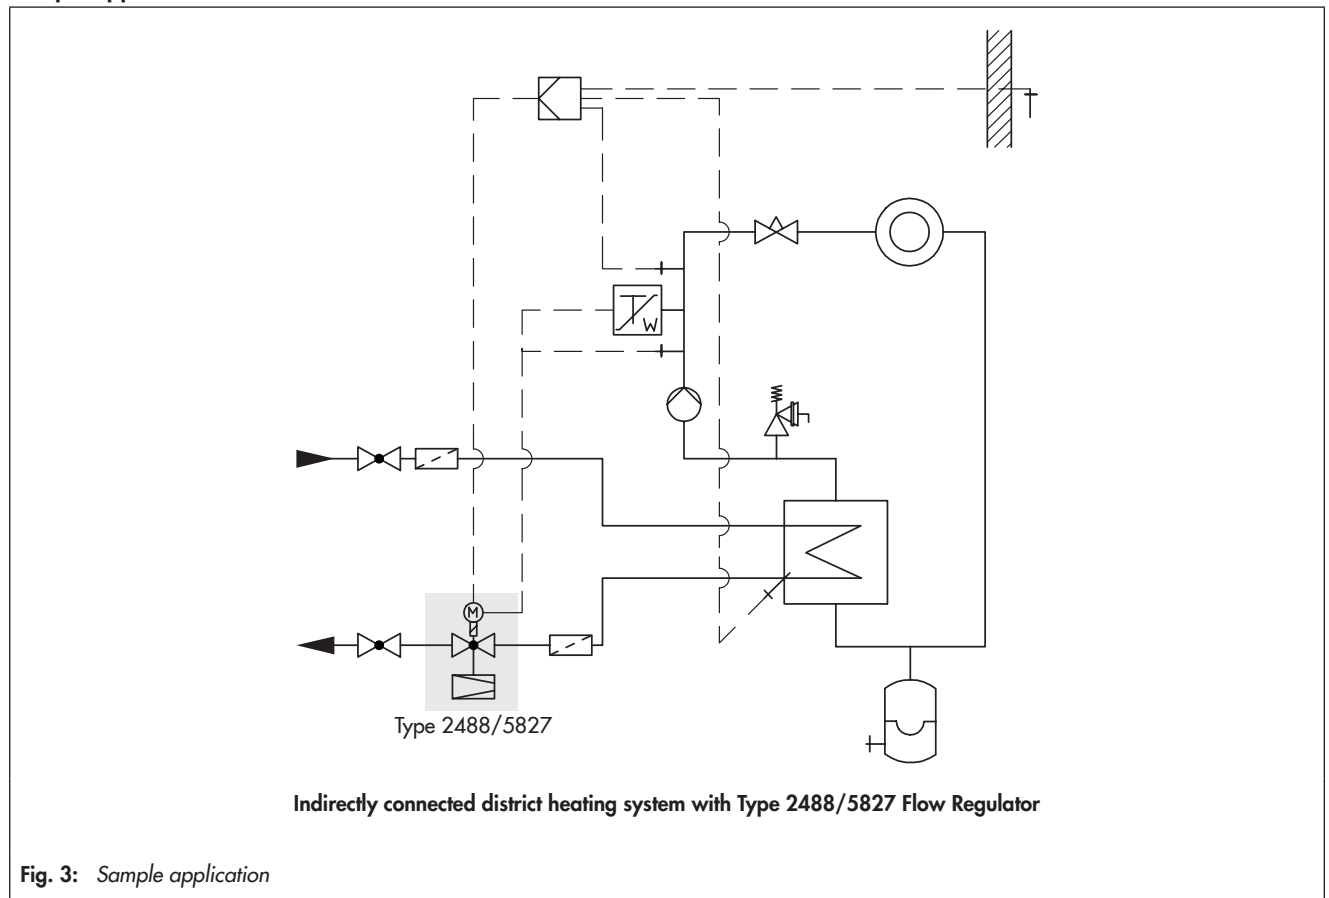 W
M
Type 2488/5827
Indirectly connected district heating system with Type 2488/5827 Flow Regulator
Fig. 3: Sample application